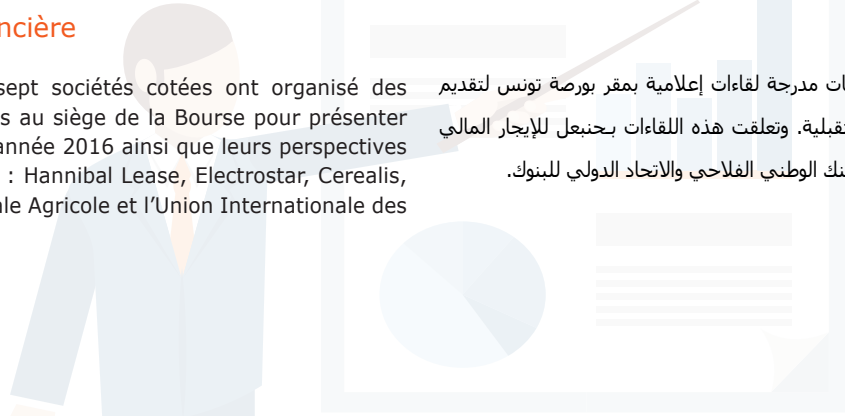 ncière
sept sociétés cotées ont organisé des
s au siège de la Bourse pour présenter
année 2016 ainsi que leurs perspectives
: Hannibal Lease, Electrostar, Cerealis,
ale Agricole et l’Union Internationale des
ات مدرجة لقاءات إعلامية بمقر بورصة تونس لتقديم
تقبلية. وتعلقت هذه اللقاءات بـحنبعل للإيجار المالي
نك الوطني الفلاحي والاتحاد الدولي للبنوك.